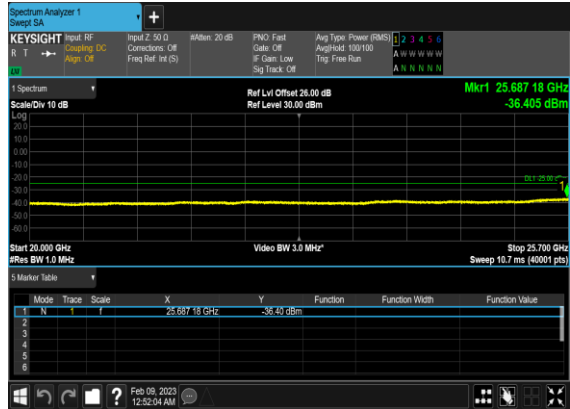 Spectrum Analyzer 1
Swept SA
KEYSIGHT Input: RF Input Z: 50 Ω #Atten: 20 dB PNO: Fast Avg Type: Power (RMS) 1 2 3 4 5 6
R T Coupling: DC Corrections: Off Gate: Off Avg|Hold: 100/100 A W W W W W
Align: Off Freq Ref: Int (S) IF Gain: Low Trig: Free Run
Sig Track: Off A N N N N N
1 Spectrum
Scale/Div 10 dB
Ref Lvl Offset 26.00 dB
Ref Level 30.00 dBm
Mkr1 25.687 18 GHz
-36.405 dBm
Log
20.0
10.0
0.00
-10.0
-20.0
DL1 -25.00
1
-30.0
-40.0
-50.0
-60.0
Start 20.000 GHz Video BW 3.0 MHz* Stop 25.700 GHz
#Res BW 1.0 MHz Sweep 10.7 ms (40001 pts)
5 Marker Table
Mode Trace Scale X Y Function Function Width Function Value
1 N 1 f 25.687 18 GHz -36.40 dBm
2
3
4
5
6
? Feb 09, 2023
12:52:04 AM